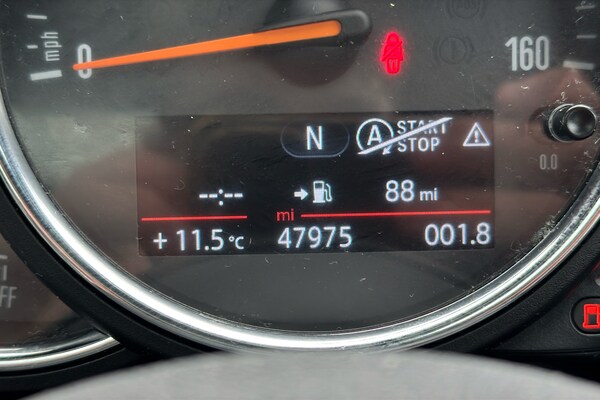 mph
0
160
N A START STOP
0.0
--:-- 88 mi
mi
+ 11.5 °C 47975 001.8